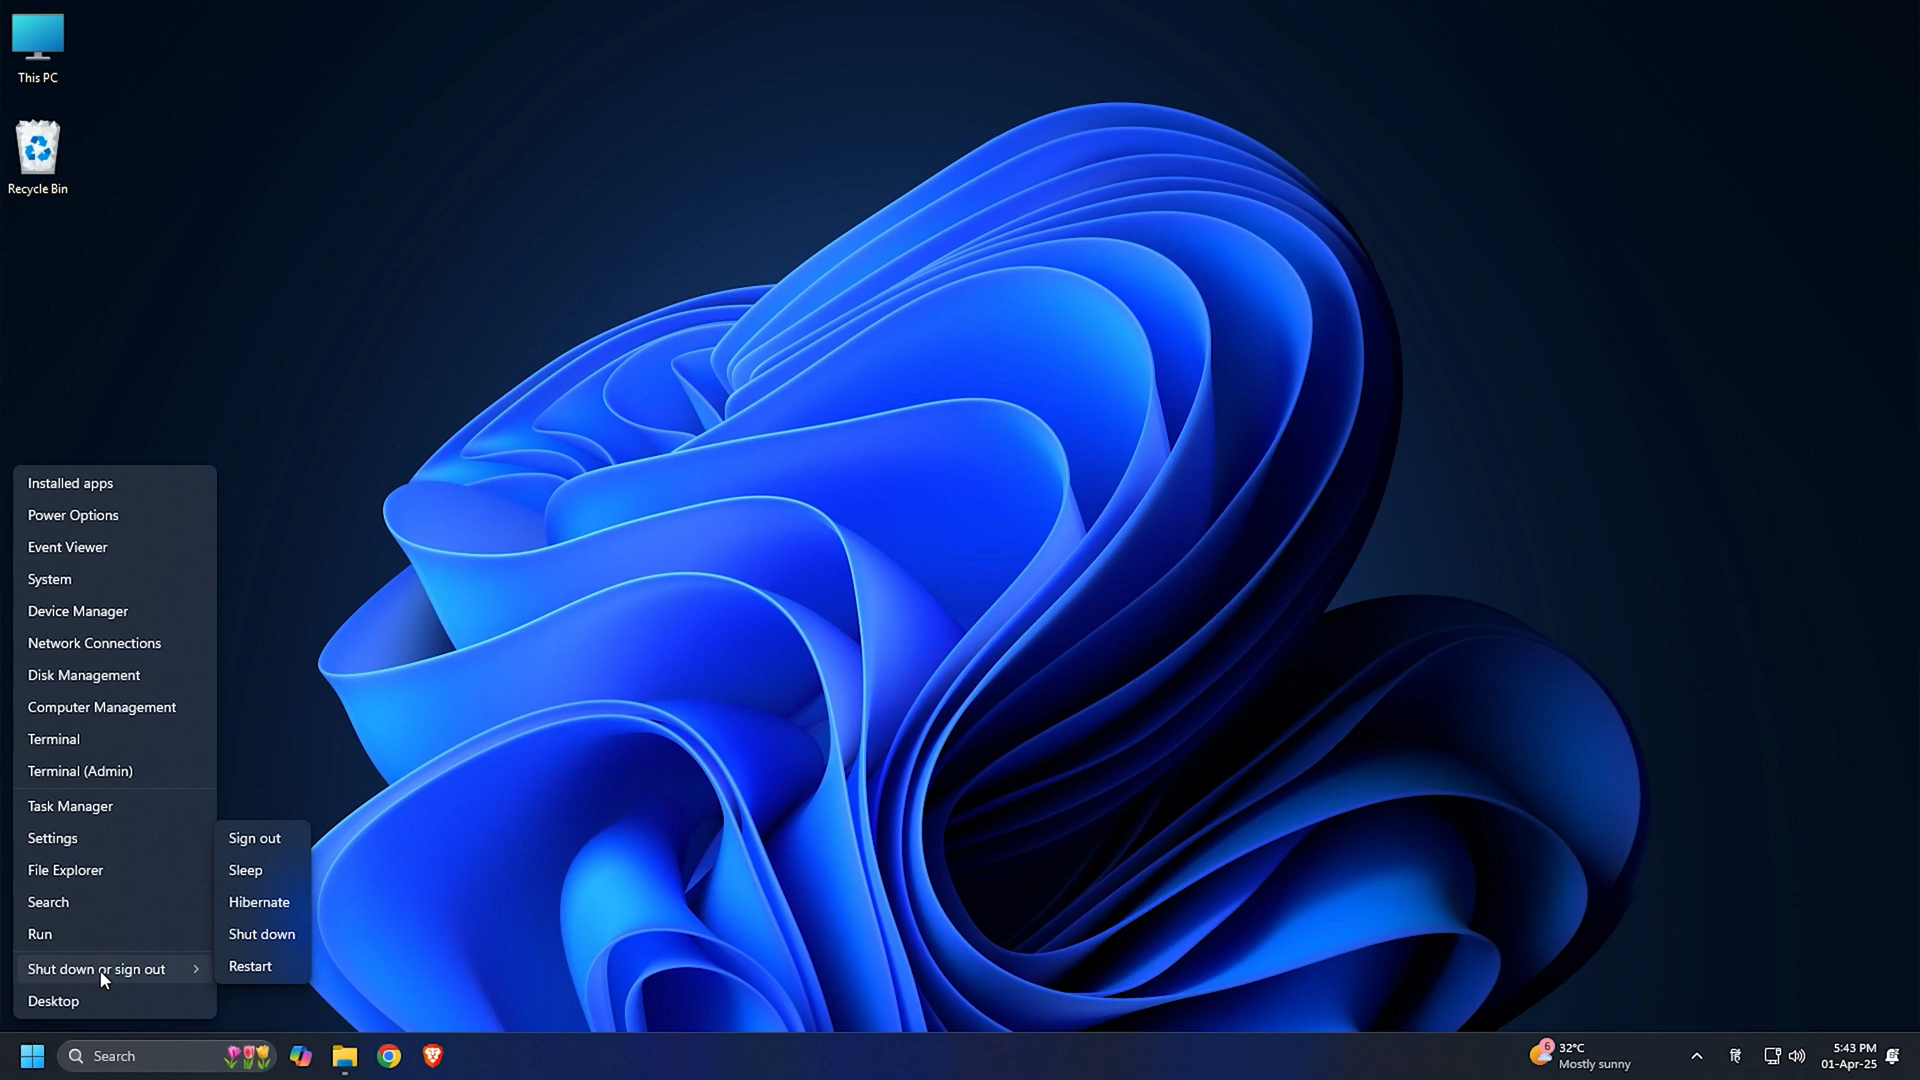 This PC
Recycle Bin
Installed apps
Power Options
Event Viewer
System
Device Manager
Network Connections
Disk Management
Computer Management
Terminal
Terminal (Admin)
Task Manager
Settings
File Explorer
Search
Run
Shut down or sign out
Desktop
Sign out
Sleep
Hibernate
Shut down
Restart
Search
6
32°C
Mostly sunny
हिं
5:43 PM
01-Apr-25